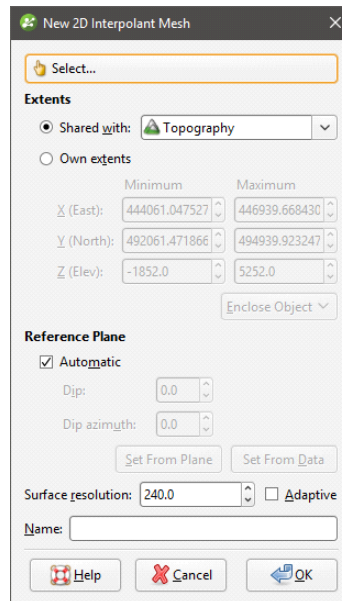 New 2D Interpolant Mesh
Select...
Extents
Shared with: Topography
Own extents
Minimum Maximum
X (East): 444061.047527 446939.668430
Y (North): 492061.471866 494939.923247
Z (Elev): -1852.0 5252.0
Enclose Object
Reference Plane
Automatic
Dip: 0.0
Dip azimuth: 0.0
Set From Plane Set From Data
Surface resolution: 240.0 Adaptive
Name:
Help Cancel OK